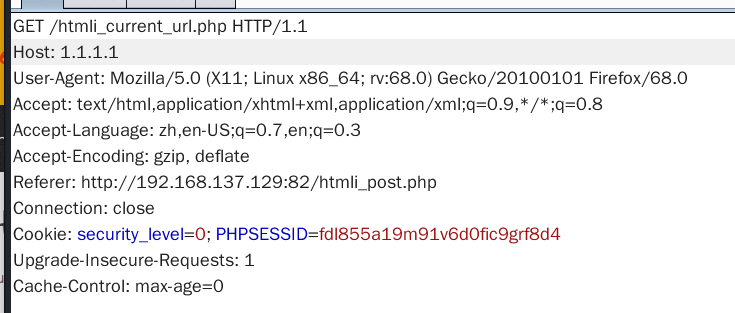 GET /htmli_current_url.php HTTP/1.1
Host: 1.1.1.1
User-Agent: Mozilla/5.0 (X11; Linux x86_64; rv:68.0) Gecko/20100101 Firefox/68.0
Accept: text/html,application/xhtml+xml,application/xml;q=0.9,*/*;q=0.8
Accept-Language: zh,en-US;q=0.7,en;q=0.3
Accept-Encoding: gzip, deflate
Referer: http://192.168.137.129:82/htmli_post.php
Connection: close
Cookie: security_level=0; PHPSESSID=fdl855a19m91v6d0fic9grf8d4
Upgrade-Insecure-Requests: 1
Cache-Control: max-age=0